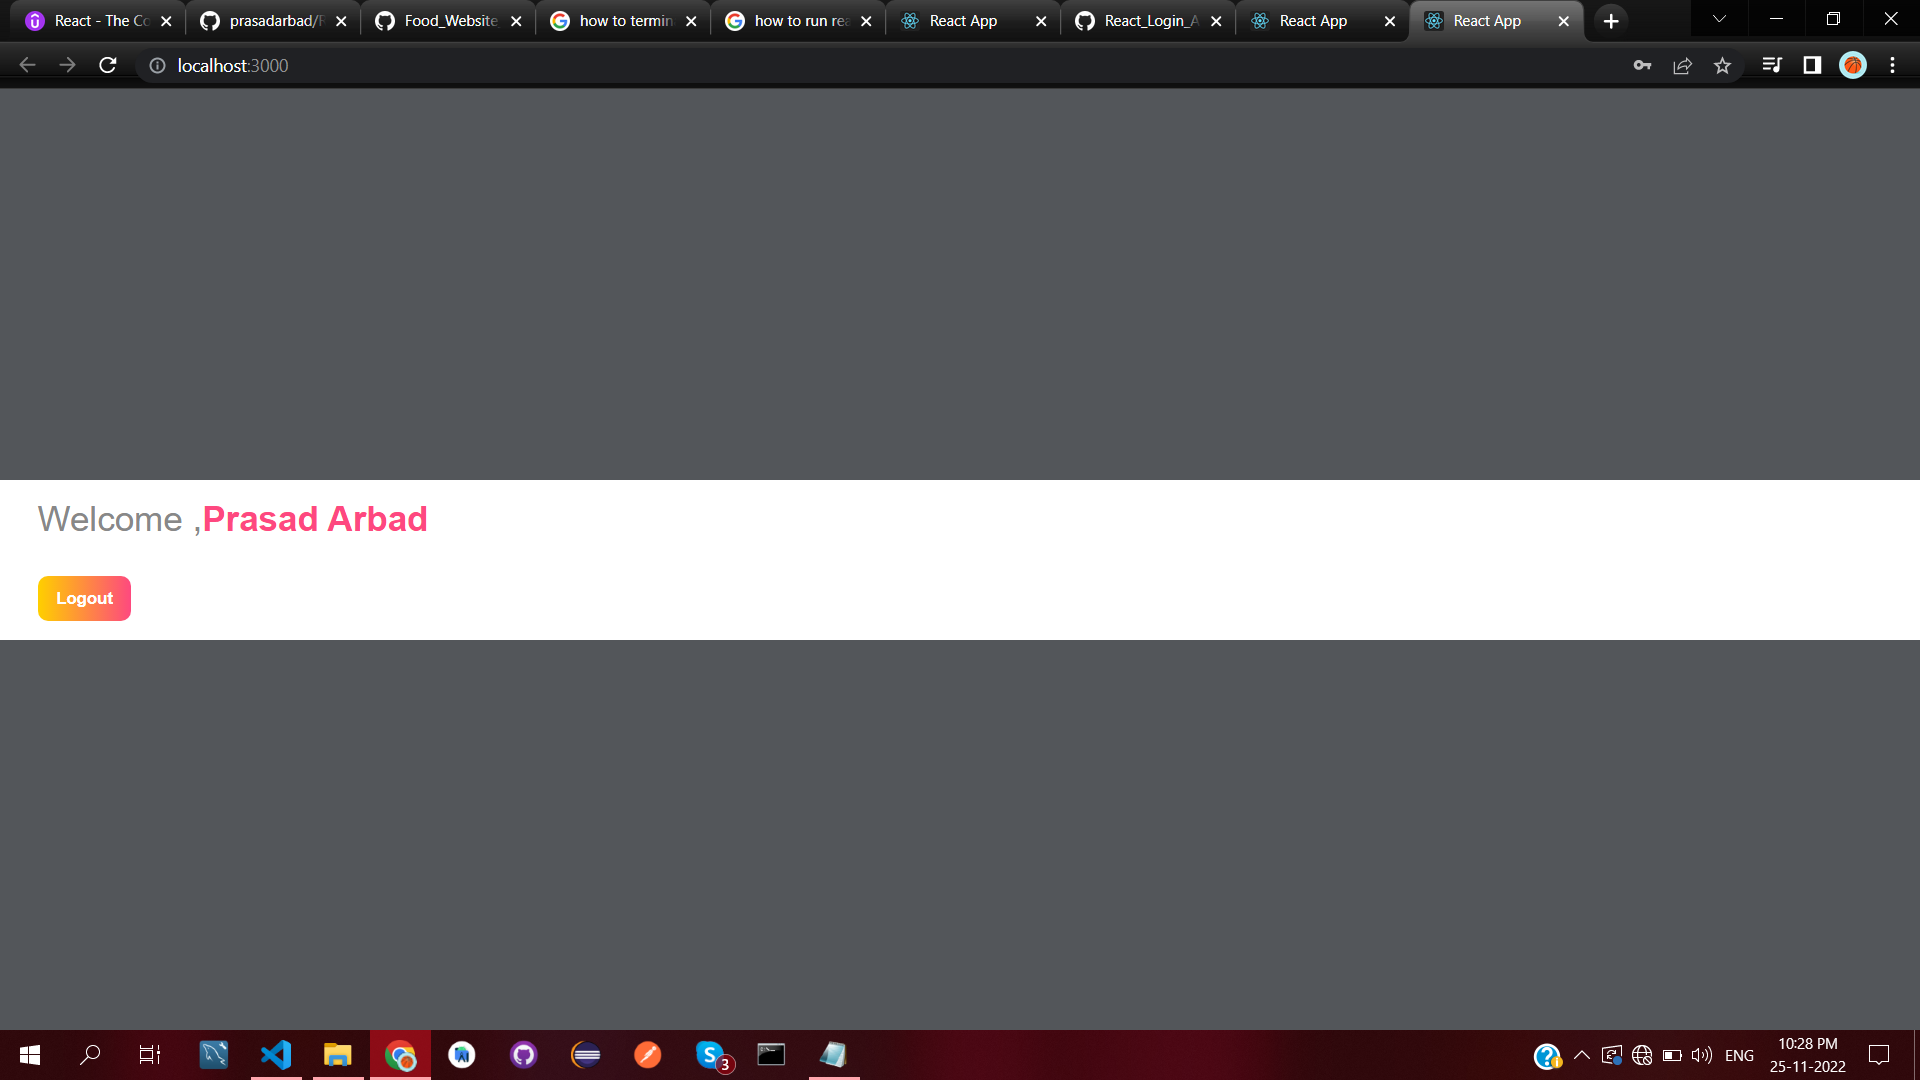 React - The Co
prasadarbad/R
Food_Website
how to termin
how to run rea
React App
React_Login_A
React App
React App
localhost:3000
Welcome ,Prasad Arbad
Logout
3
ENG
10:28 PM
25-11-2022